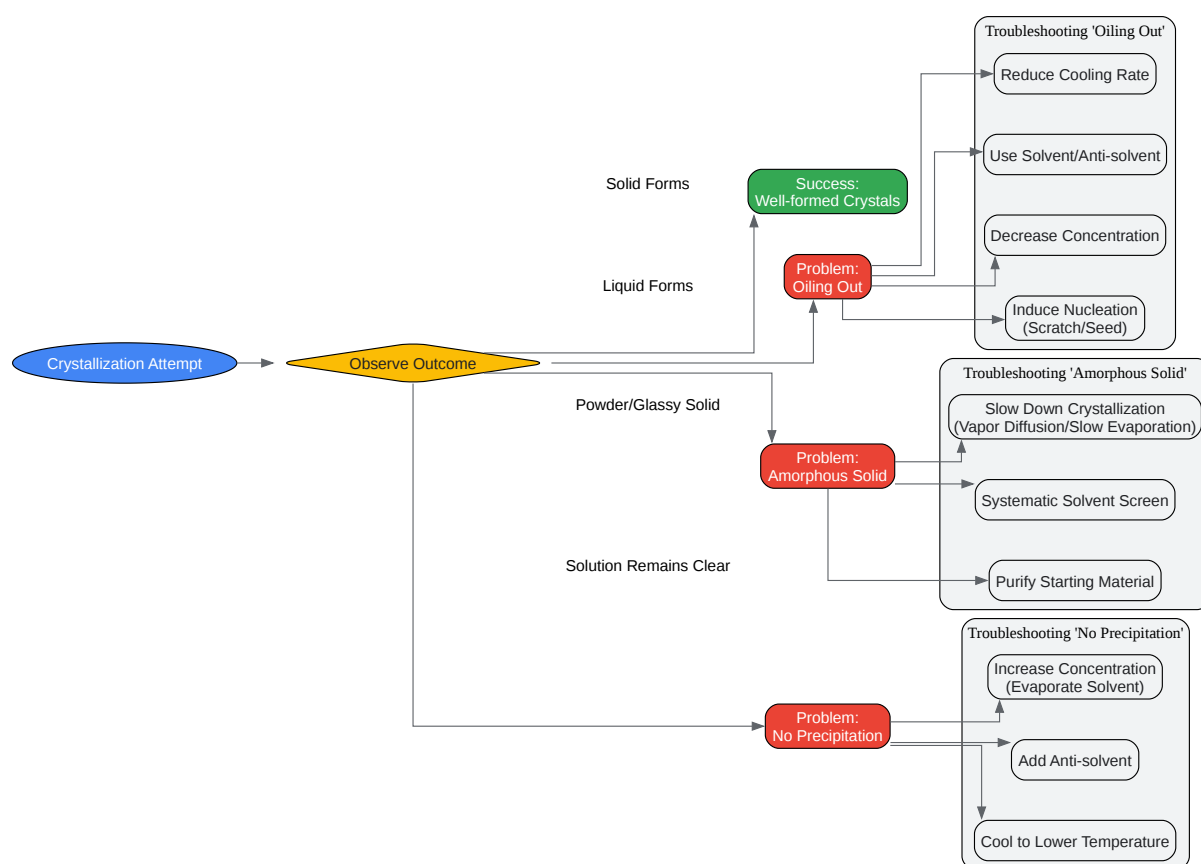 Troubleshooting 'Oiling Out'
Reduce Cooling Rate
Use Solvent/Anti-solvent
Solid Forms
Success:
Well-formed Crystals
Decrease Concentration
Liquid Forms
Problem:
Oiling Out
Induce Nucleation
(Scratch/Seed)
Crystallization Attempt
Observe Outcome
Troubleshooting 'Amorphous Solid'
Powder/Glassy Solid
Slow Down Crystallization
(Vapor Diffusion/Slow Evaporation)
Problem:
Amorphous Solid
Systematic Solvent Screen
Solution Remains Clear
Purify Starting Material
Troubleshooting 'No Precipitation'
Increase Concentration
(Evaporate Solvent)
Problem:
No Precipitation
Add Anti-solvent
Cool to Lower Temperature